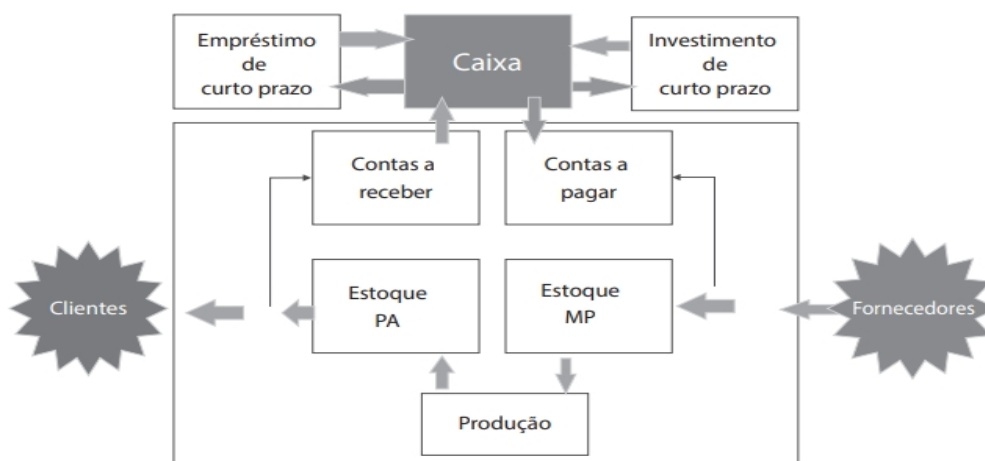 Empréstimo
de
curto prazo
Caixa
Investimento
de
curto prazo
Contas a
receber
Contas a
pagar
Clientes
Estoque
PA
Estoque
MP
Fornecedores
Produção